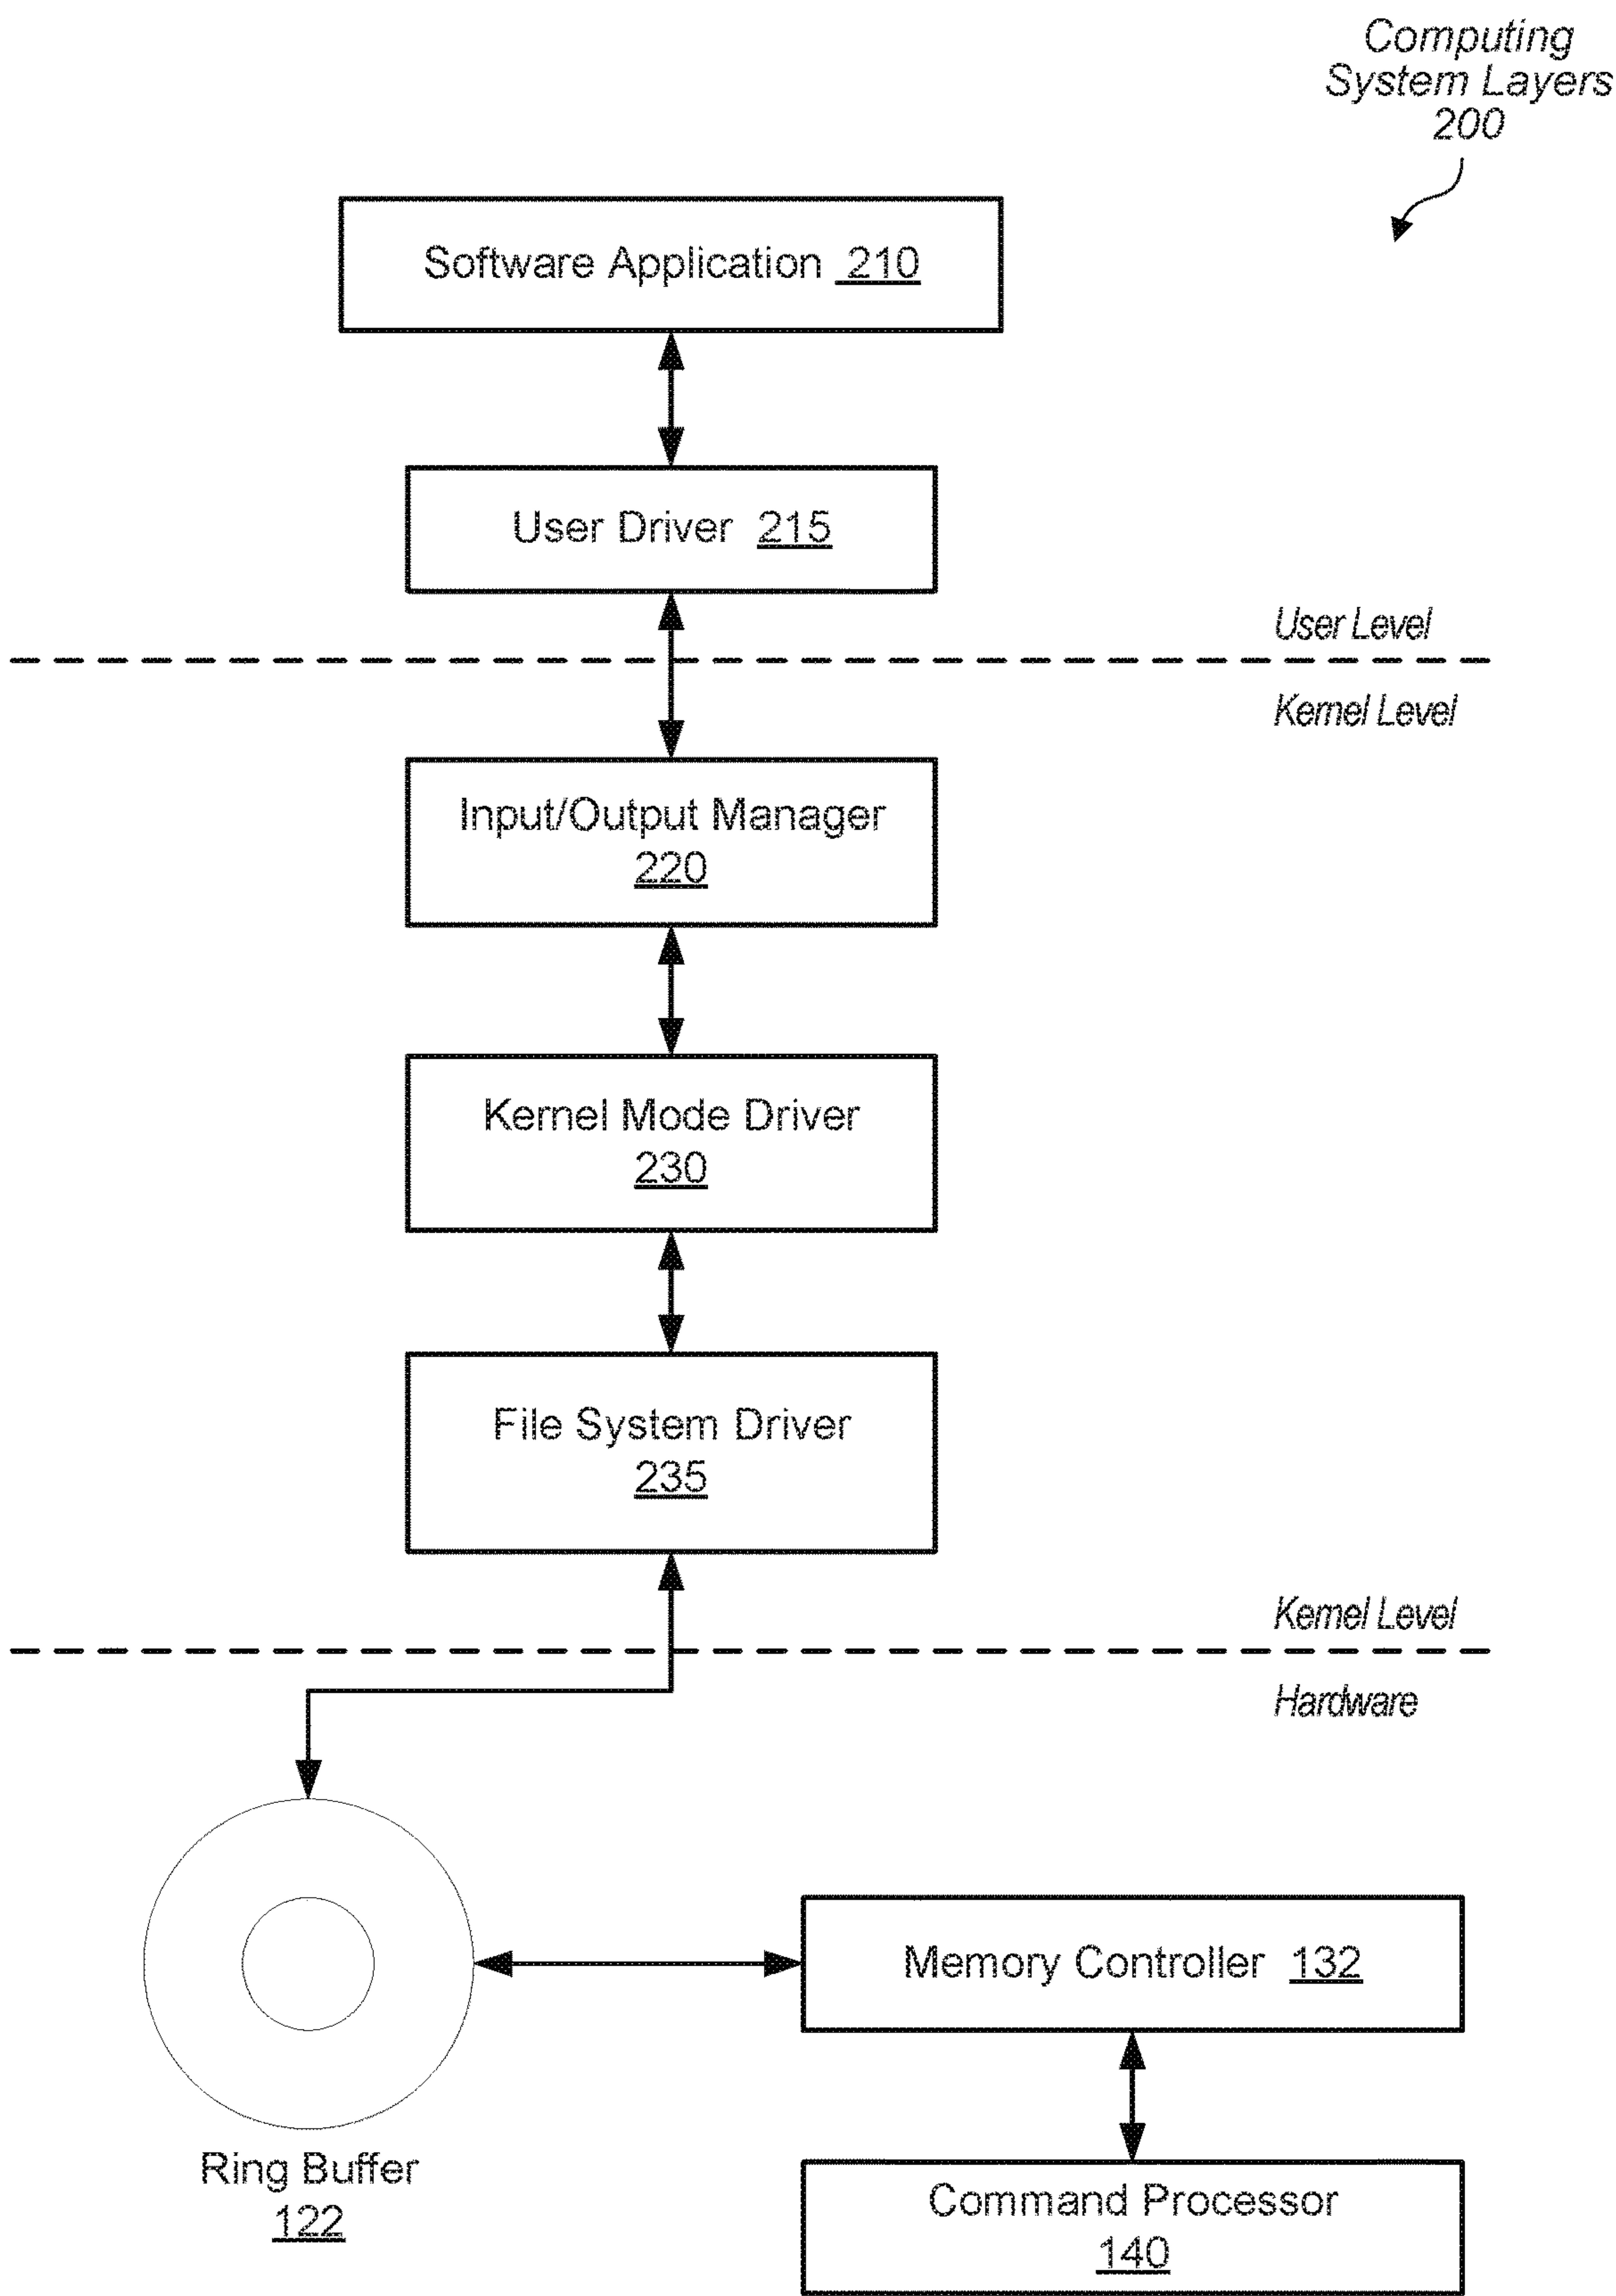 Computing
System Layers
200
Software Application 210
User Driver 215
User Level
Kernel Level
Input/Output Manager
220
Kernel Mode Driver
230
File System Driver
235
Kernel Level
Hardware
Memory Controller 132
Ring Buffer
122
Command Processor
140